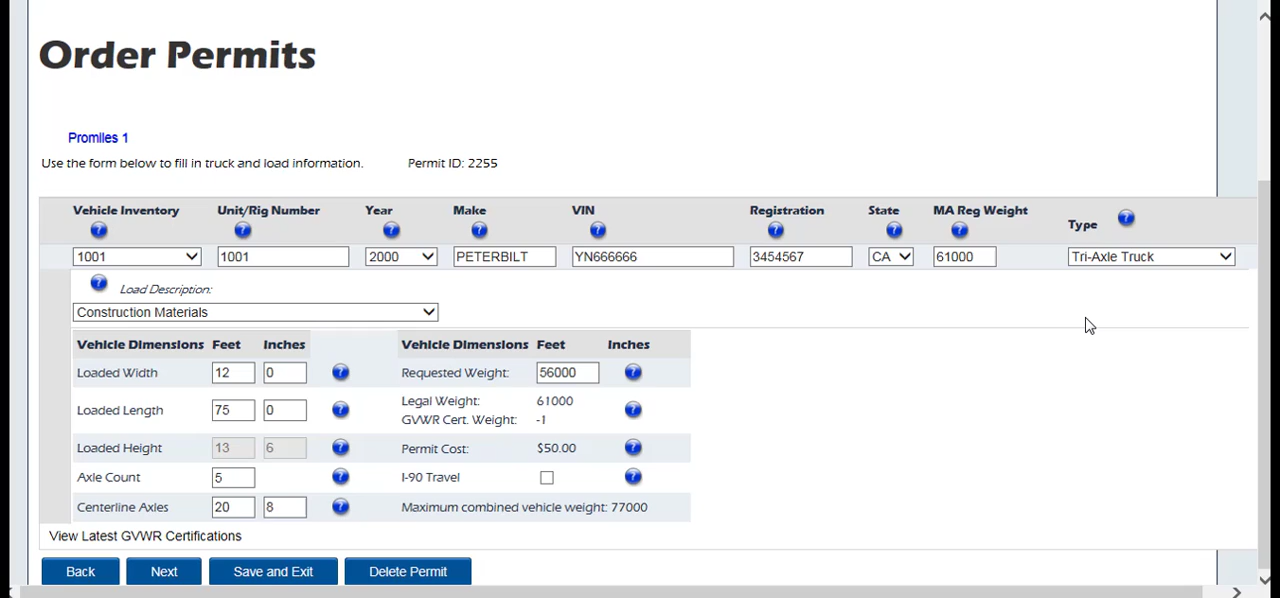 Order Permits
Promiles 1
Use the form below to fill in truck and load information. Permit ID: 2255
Vehicle Inventory Unit/Rig Number Year Make VIN Registration State MA Reg Weight Type
1001 1001 2000 PETERBILT YN666666 3454567 CA 61000 Tri-Axle Truck
Load Description:
Construction Materials
Vehicle Dimensions Feet Inches Vehicle Dimensions Feet Inches
Loaded Width 12 0 Requested Weight: 56000
Loaded Length 75 0 Legal Weight: 61000
GVWR Cert. Weight: -1
Loaded Height 13 6 Permit Cost: $50.00
Axle Count 5 I-90 Travel
Centerline Axles 20 8 Maximum combined vehicle weight: 77000
View Latest GVWR Certifications
Back Next Save and Exit Delete Permit